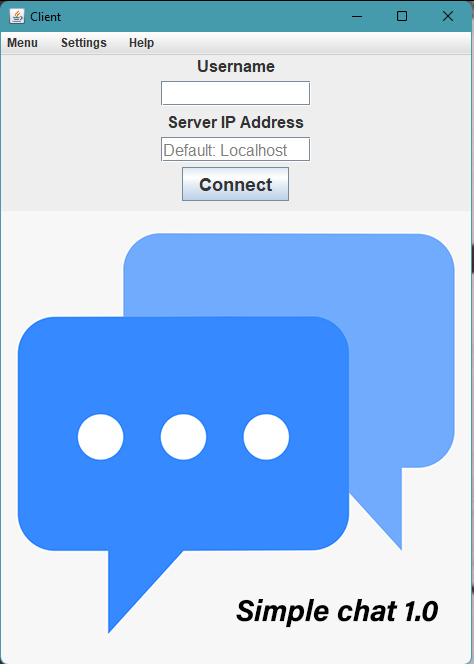 Client
Menu Settings Help
Username
Server IP Address
Default: Localhost
Connect
Simple chat 1.0